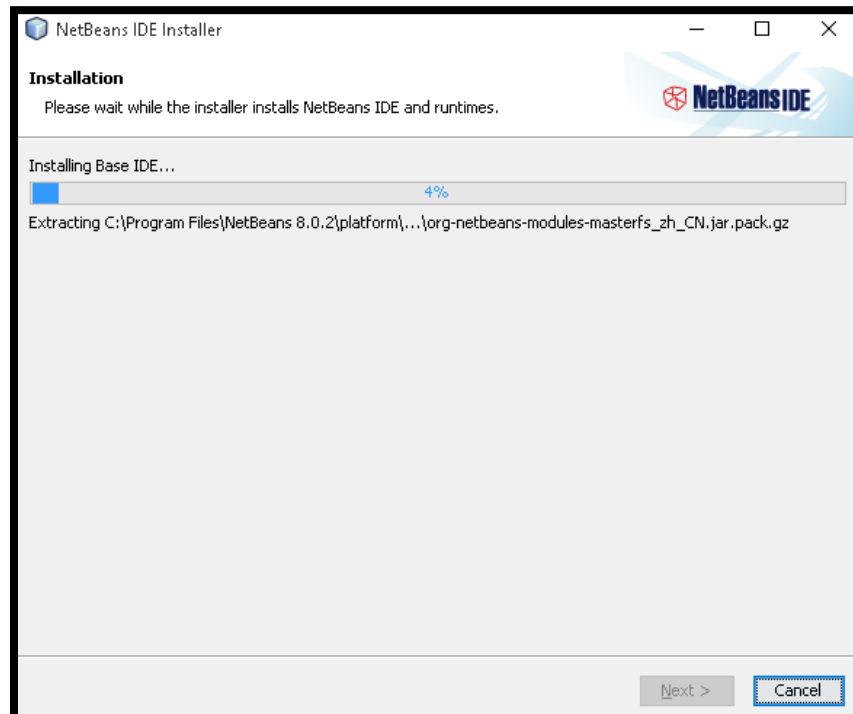 NetBeans IDE Installer
Installation
Please wait while the installer installs NetBeans IDE and runtimes.
NetBeans IDE
Installing Base IDE...
4%
Extracting C:\Program Files\NetBeans 8.0.2\platform\...\org-netbeans-modules-masterfs_zh_CN.jar.pack.gz
Next >
Cancel